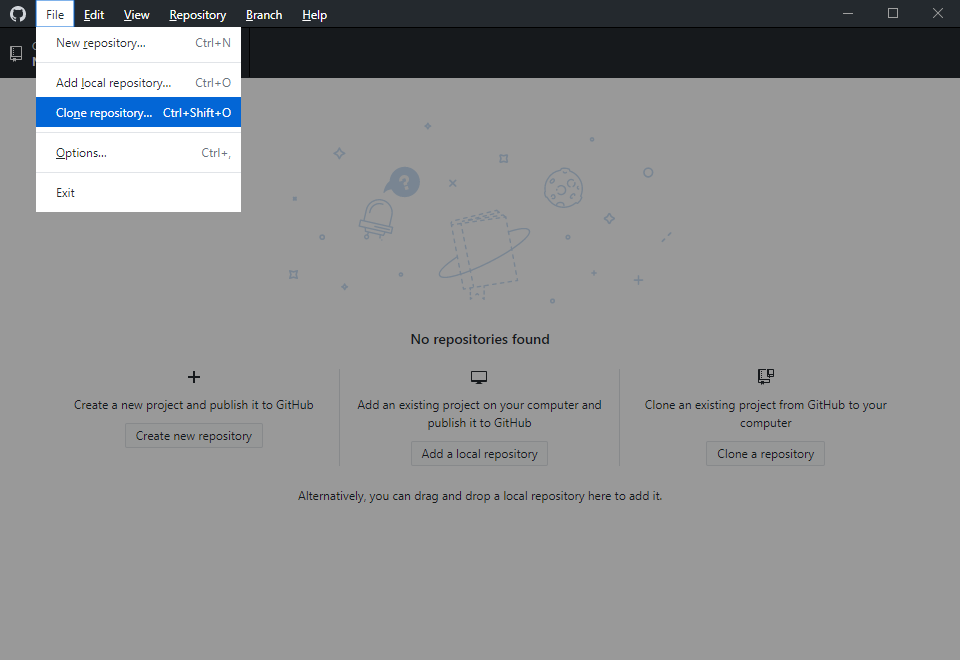 File Edit View Repository Branch Help
New repository... Ctrl+N
Add local repository... Ctrl+O
Clone repository... Ctrl+Shift+O
Options... Ctrl+,
Exit
?
No repositories found
Create a new project and publish it to GitHub
Create new repository
Add an existing project on your computer and
publish it to GitHub
Add a local repository
Clone an existing project from GitHub to your
computer
Clone a repository
Alternatively, you can drag and drop a local repository here to add it.